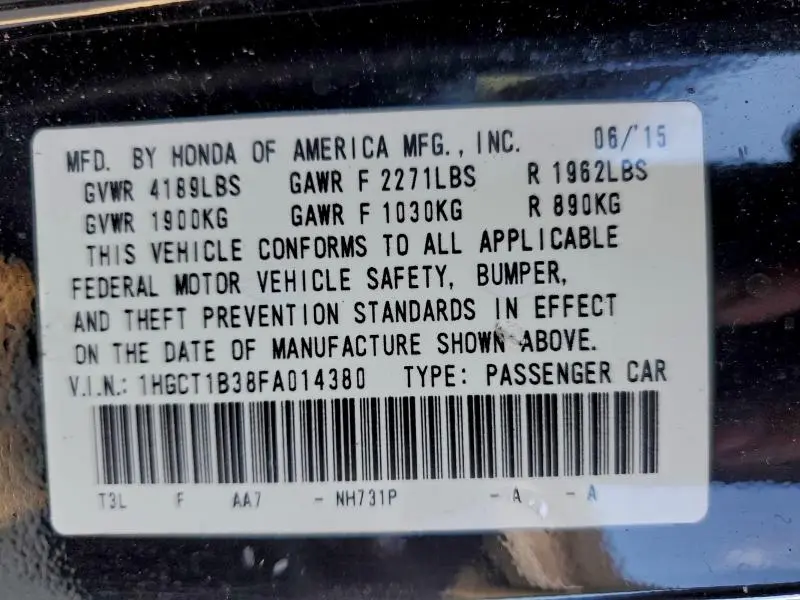 MFD. BY HONDA OF AMERICA MFG., INC. 06/15
GVWR 4189LBS GAWR F 2271LBS R 1962LBS
GVWR 1900KG GAWR F 1030KG R 890KG
THIS VEHICLE CONFORMS TO ALL APPLICABLE
FEDERAL MOTOR VEHICLE SAFETY, BUMPER,
AND THEFT PREVENTION STANDARDS IN EFFECT
ON THE DATE OF MANUFACTURE SHOWN ABOVE.
V.I.N.: 1HGCT1B38FA014380 TYPE: PASSENGER CAR
T3L F AA7 - NH731P - A - A